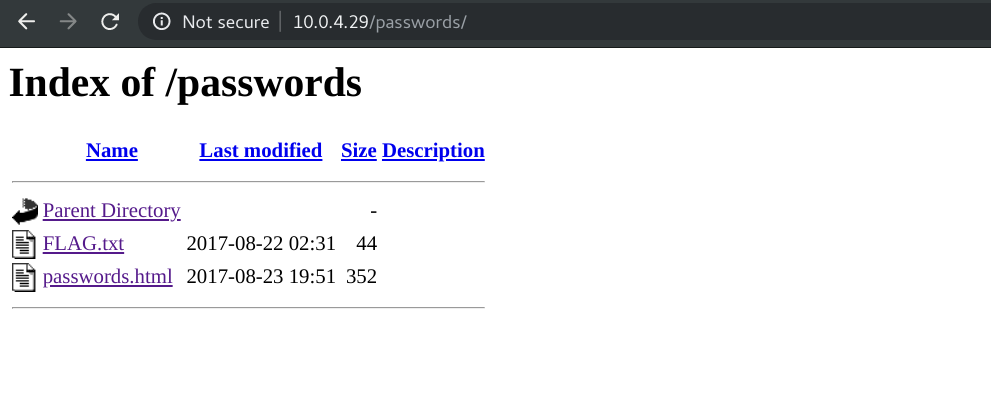 Not secure | 10.0.4.29/passwords/
Index of /passwords
Name Last modified Size Description
Parent Directory -
FLAG.txt 2017-08-22 02:31 44
passwords.html 2017-08-23 19:51 352